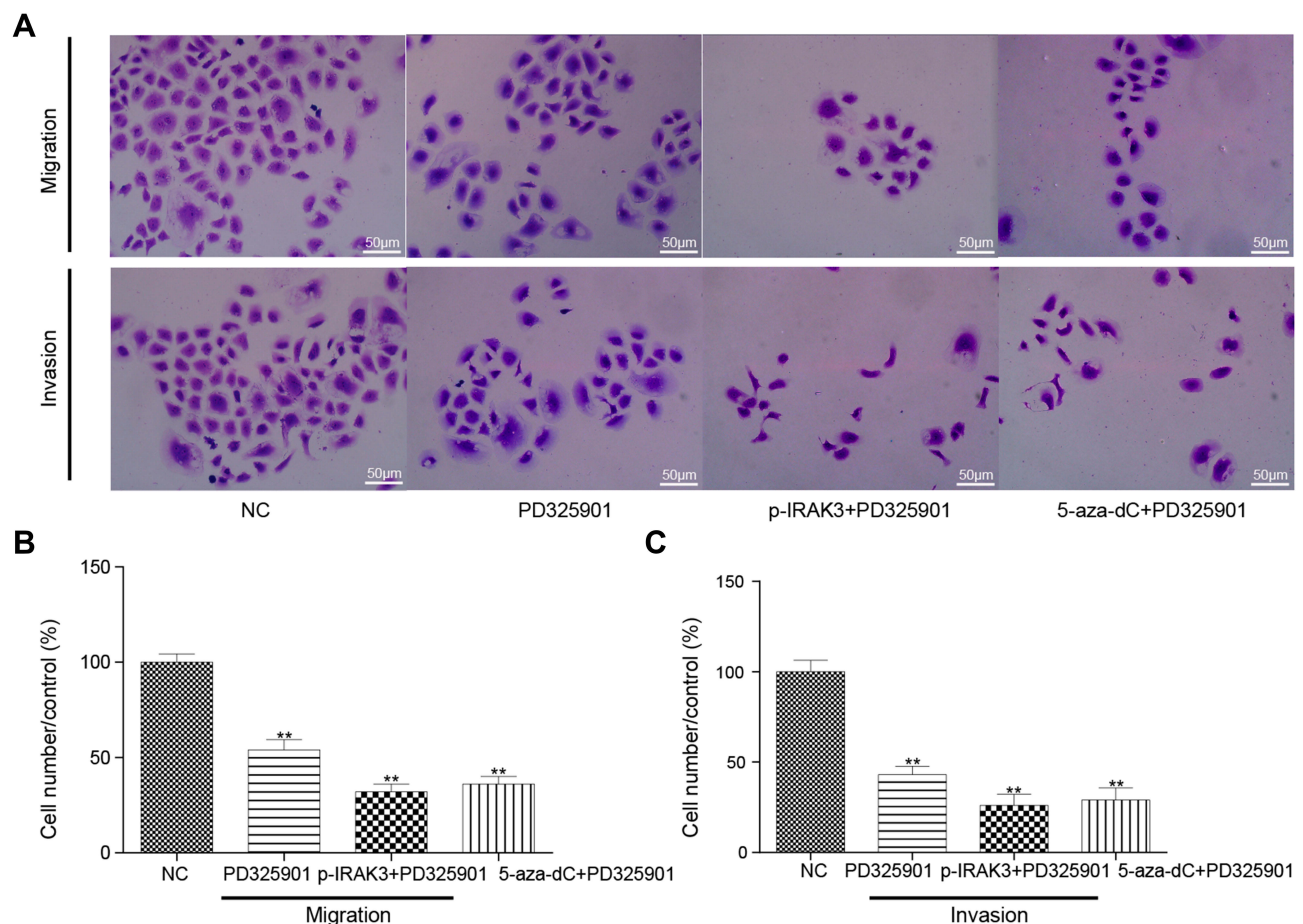 A
Migration
50μm 50μm 50μm 50μm
Invasion
50μm 50μm 50μm 50μm
NC PD325901 p-IRAK3+PD325901 5-aza-dC+PD325901
B
Cell number/control (%)
150
100
50
0
** ** **
NC PD325901 p-IRAK3+PD325901 5-aza-dC+PD325901
Migration
C
Cell number/control (%)
150
100
50
0
** ** **
NC PD325901 p-IRAK3+PD325901 5-aza-dC+PD325901
Invasion